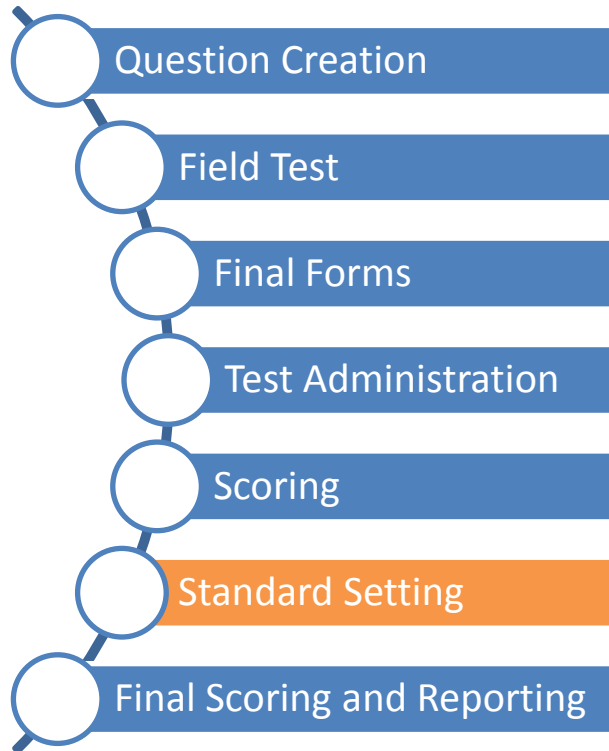 Question Creation
Field Test
Final Forms
Test Administration
Scoring
Standard Setting
Final Scoring and Reporting